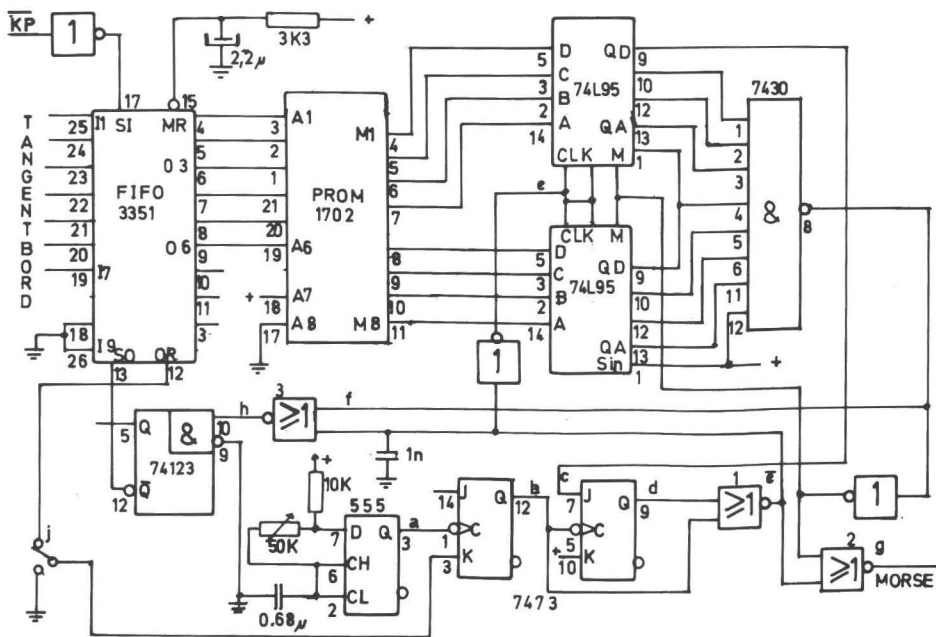 K̅P̅
1
2,2μ
3K3
+
17
15
TANGENTBORD
25 I1 SI MR 4
24 5
23 O3 6
22 FIFO 7
21 3351 8
20 O6 9
19 I7 10
11
18 3
26 I9
SO OR
13 12
3 A1 M1 4
2 5
1 PROM 6
21 1702 7
20 8
19 A6 9
+ 18 A7 10
17 A8 M8 11
5 D QD 9
3 C 10
74L95
2 B 12
14 A QA 13
CLK M 1
e
CLK M
5 D QD 9
3 C 74L95 10
2 B 12
14 A QA 13
Sin 1
+
7430
1
2
3
4
&
5
6
11
12
8
1
5 Q & 10
9
74123
12 Q̅
h
3
≥1
f
1n
+
10K
50K
0.68μ
555
7 D Q 3
6 CH
2 CL
a
14 J Q 12
1 C
3 K
b
c
7 J Q 9
5 C
+ 10 K
d
7473
1
≥1
e̅
1
2
≥1
g
MORSE
j